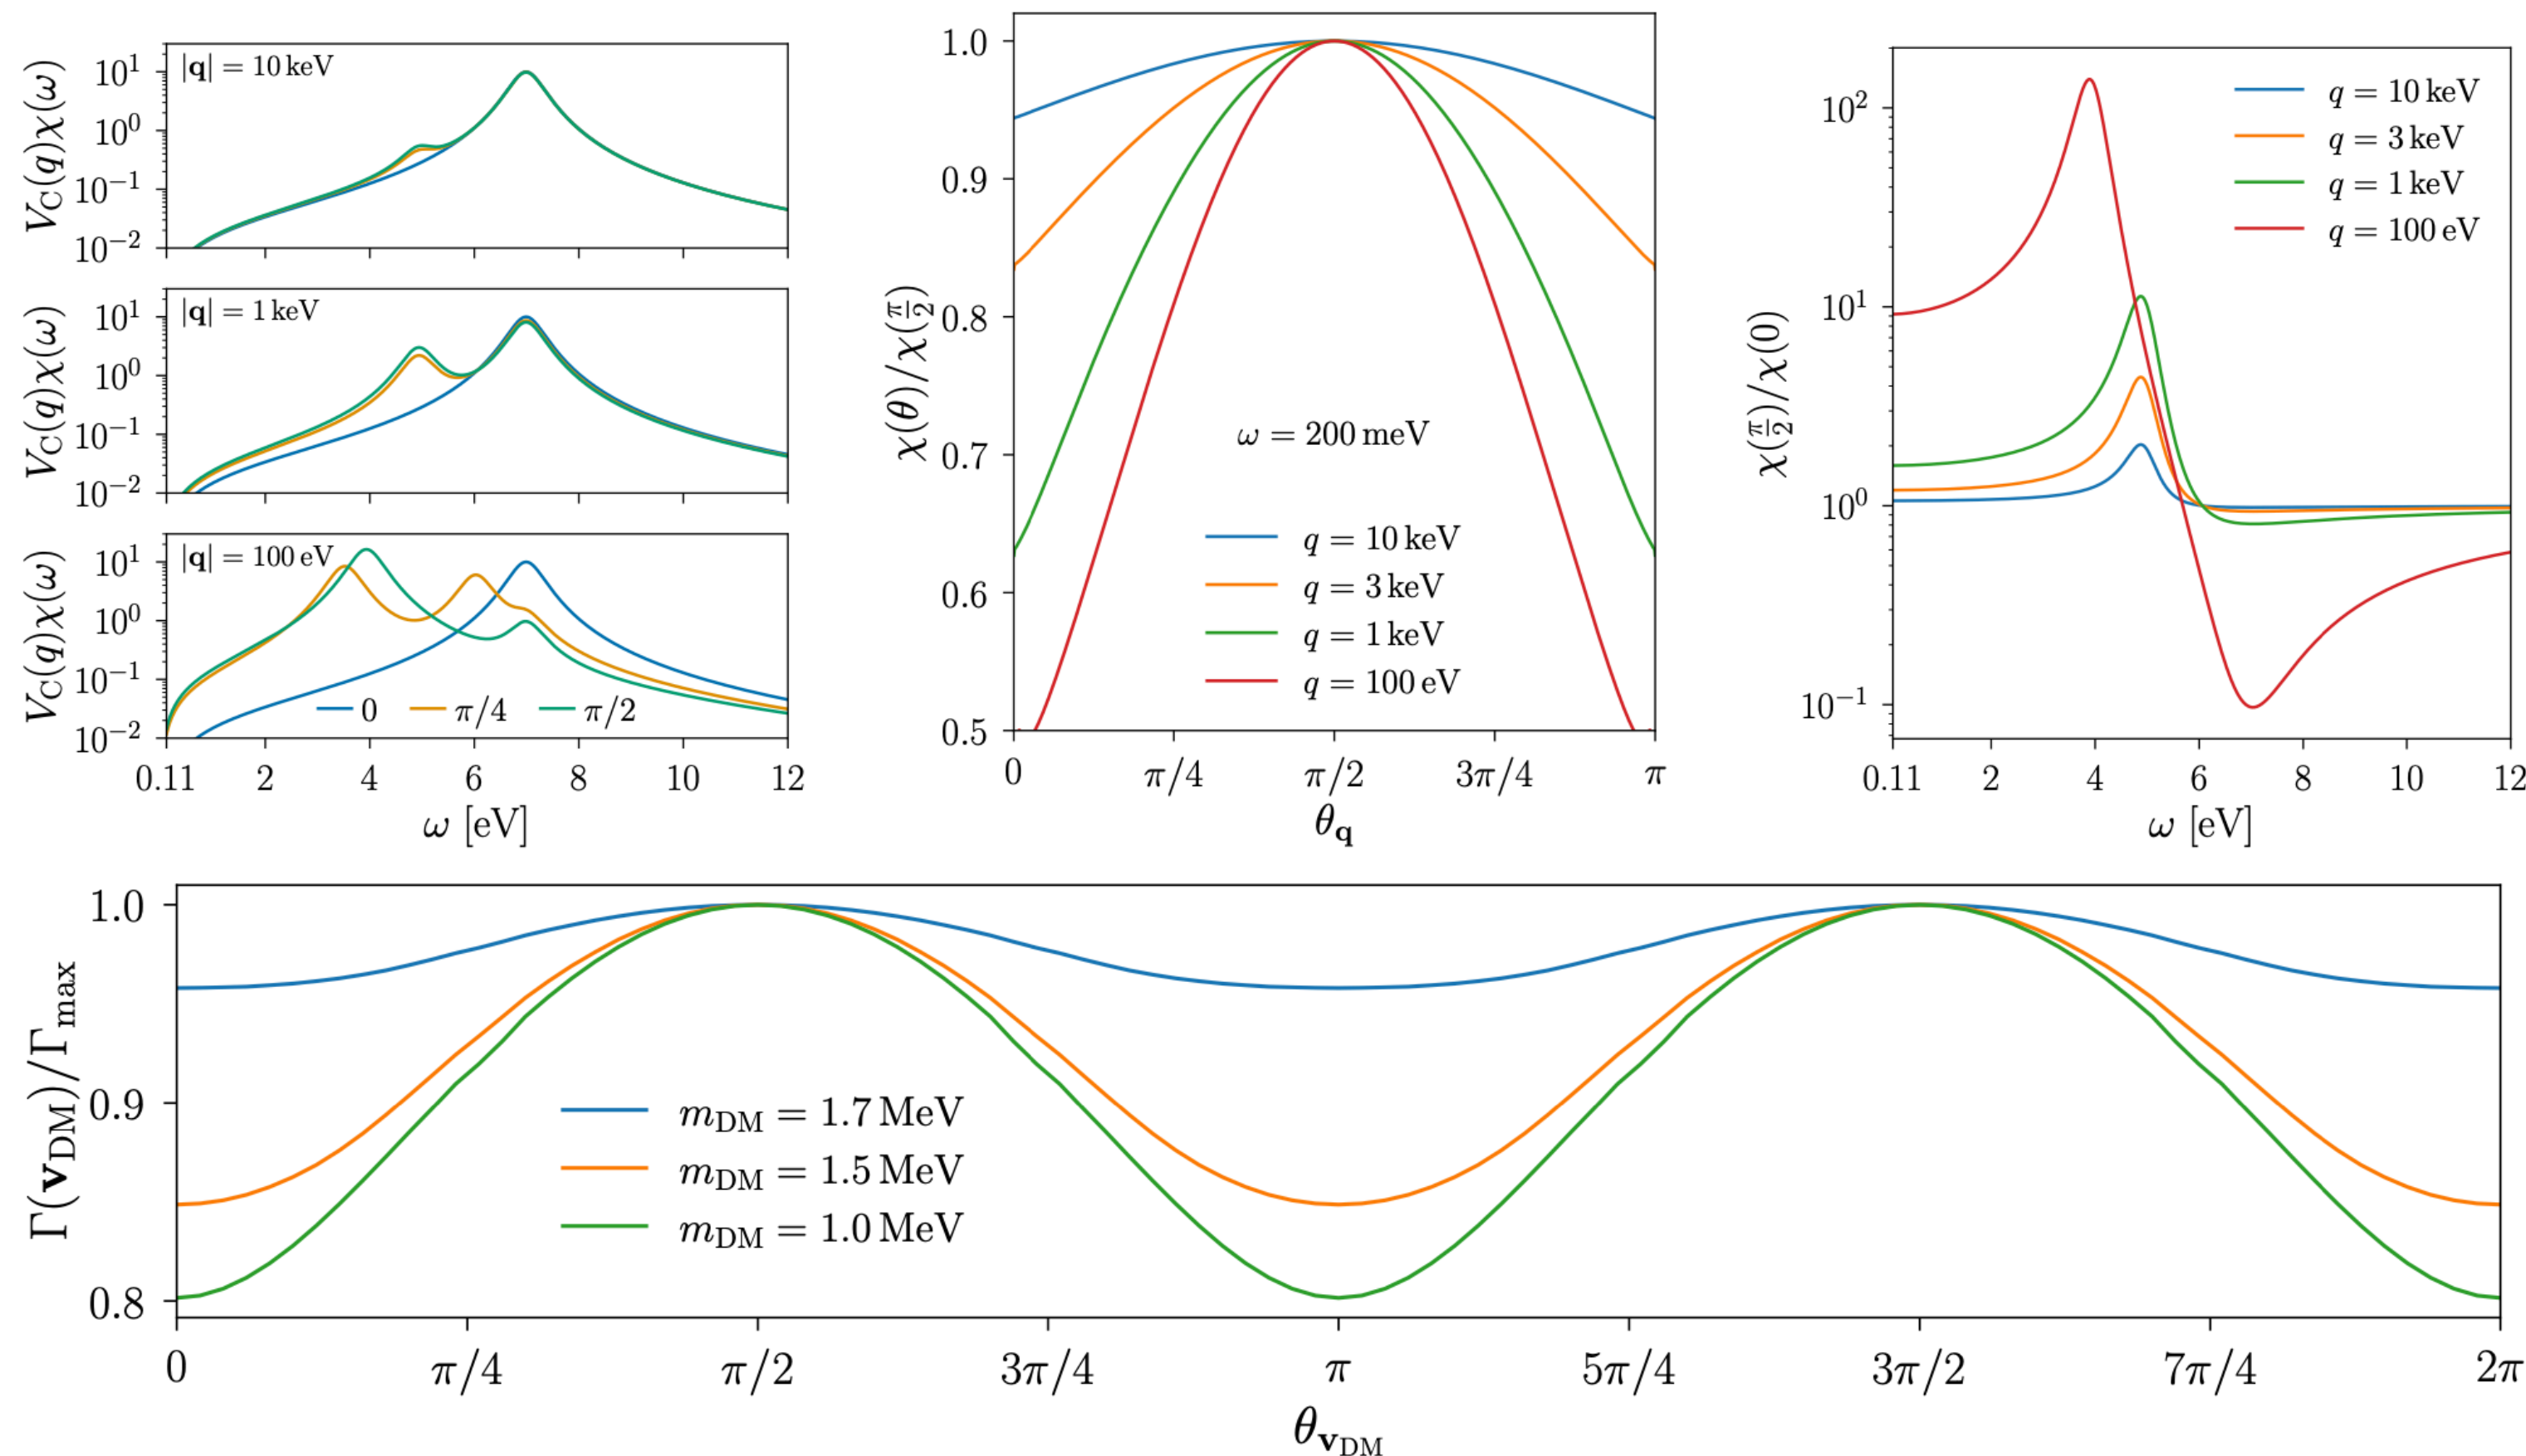 |q| = 10 keV
V_C(q)χ(ω)
10^1
10^0
10^−1
10^−2
|q| = 1 keV
V_C(q)χ(ω)
10^1
10^0
10^−1
10^−2
|q| = 100 eV
V_C(q)χ(ω)
10^1
10^0
10^−1
10^−2
0 π/4 π/2
0.11 2 4 6 8 10 12
ω [eV]
χ(θ)/χ(π/2)
1.0
0.9
0.8
0.7
0.6
0.5
ω = 200 meV
q = 10 keV
q = 3 keV
q = 1 keV
q = 100 eV
0 π/4 π/2 3π/4 π
θ_q
χ(π/2)/χ(0)
10^2
10^1
10^0
10^−1
q = 10 keV
q = 3 keV
q = 1 keV
q = 100 eV
0.11 2 4 6 8 10 12
ω [eV]
Γ(v_DM)/Γ_max
1.0
0.9
0.8
m_DM = 1.7 MeV
m_DM = 1.5 MeV
m_DM = 1.0 MeV
0 π/4 π/2 3π/4 π 5π/4 3π/2 7π/4 2π
θ_v_DM